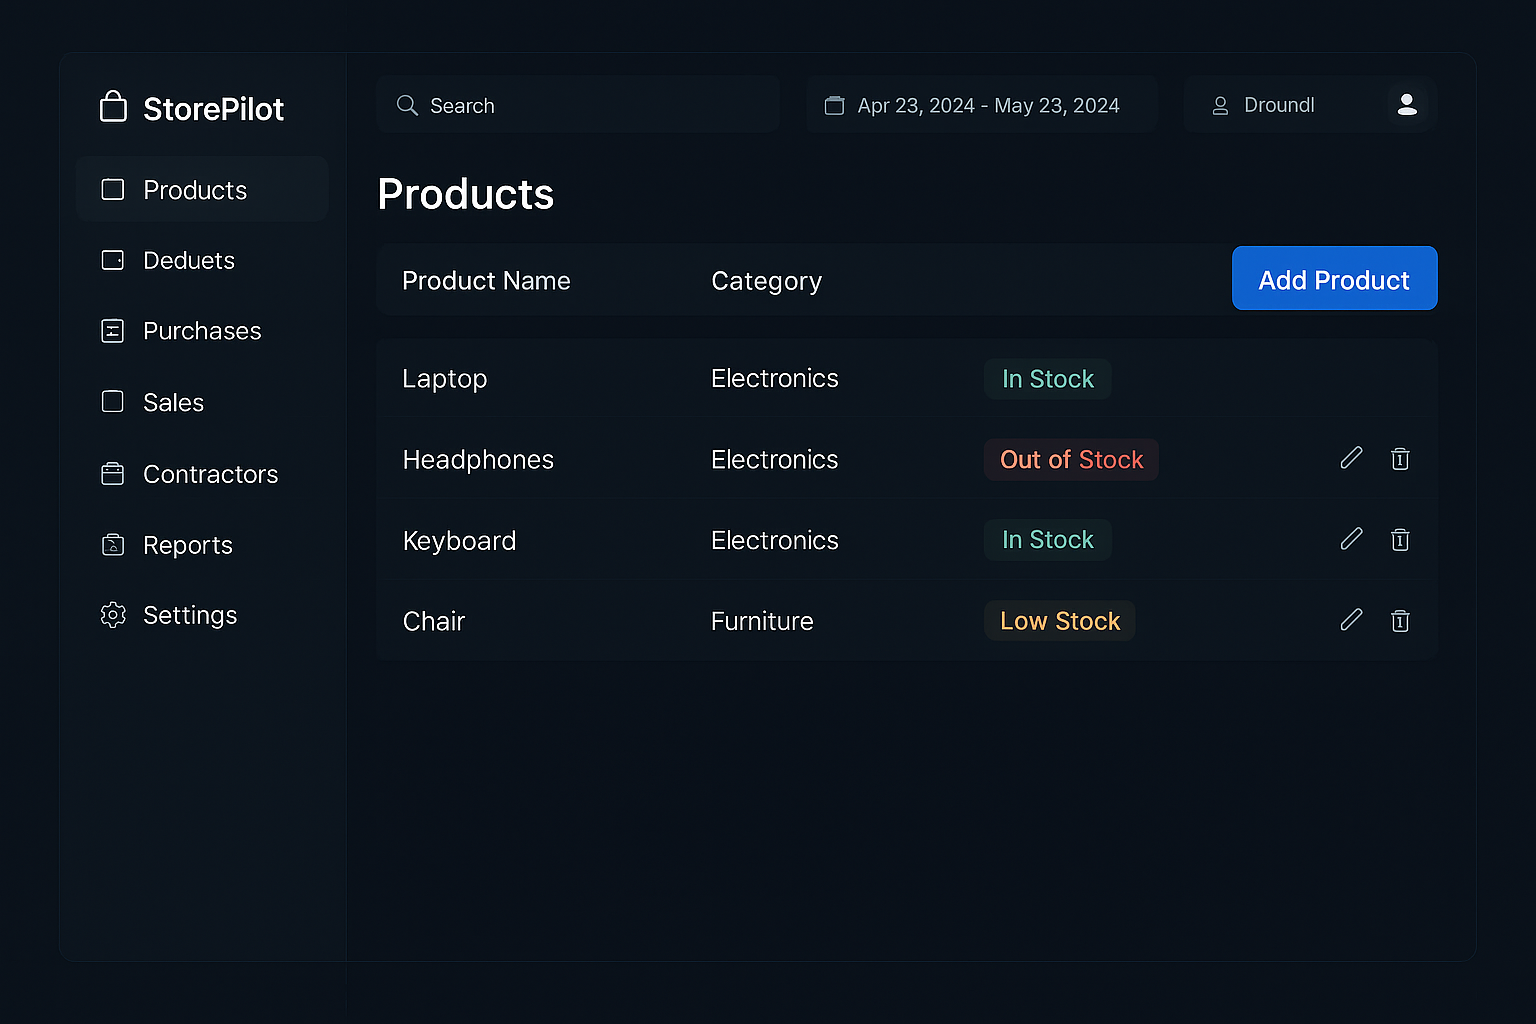 StorePilot
Products
Deduets
Purchases
Sales
Contractors
Reports
Settings
Search
Apr 23, 2024 - May 23, 2024
Droundl
Products
Product Name Category Add Product
Laptop Electronics In Stock
Headphones Electronics Out of Stock
Keyboard Electronics In Stock
Chair Furniture Low Stock